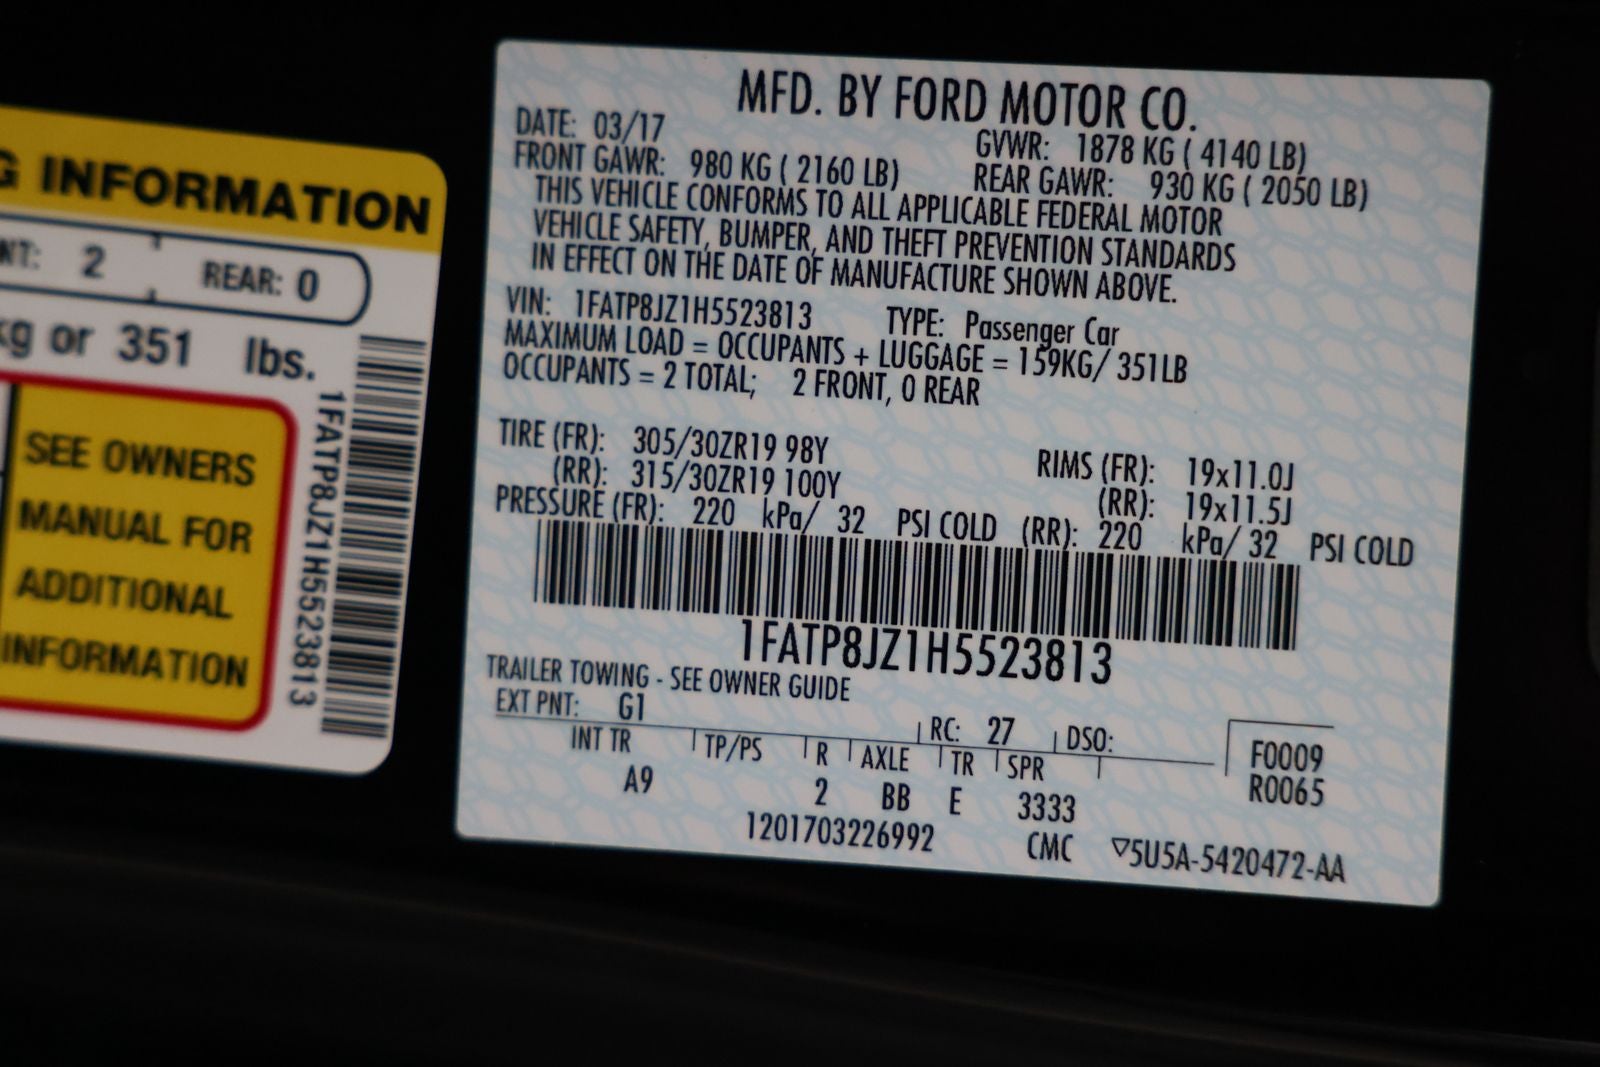 G INFORMATION
NT: 2 REAR: 0
kg or 351 lbs.
SEE OWNERS
MANUAL FOR
ADDITIONAL
INFORMATION
1FATP8JZ1H5523813
MFD. BY FORD MOTOR CO.
DATE: 03/17 GVWR: 1878 KG ( 4140 LB)
FRONT GAWR: 980 KG ( 2160 LB) REAR GAWR: 930 KG ( 2050 LB)
THIS VEHICLE CONFORMS TO ALL APPLICABLE FEDERAL MOTOR
VEHICLE SAFETY, BUMPER, AND THEFT PREVENTION STANDARDS
IN EFFECT ON THE DATE OF MANUFACTURE SHOWN ABOVE.
VIN: 1FATP8JZ1H5523813 TYPE: Passenger Car
MAXIMUM LOAD = OCCUPANTS + LUGGAGE = 159KG/ 351LB
OCCUPANTS = 2 TOTAL; 2 FRONT, 0 REAR
TIRE (FR): 305/30ZR19 98Y RIMS (FR): 19x11.0J
(RR): 315/30ZR19 100Y (RR): 19x11.5J
PRESSURE (FR): 220 kPa/ 32 PSI COLD (RR): 220 kPa/ 32 PSI COLD
1FATP8JZ1H5523813
TRAILER TOWING - SEE OWNER GUIDE
EXT PNT: G1 RC: 27 DSO: F0009
INT TR TP/PS R AXLE TR SPR R0065
A9 2 BB E 3333
1201703226992 CMC ▽5U5A-5420472-AA